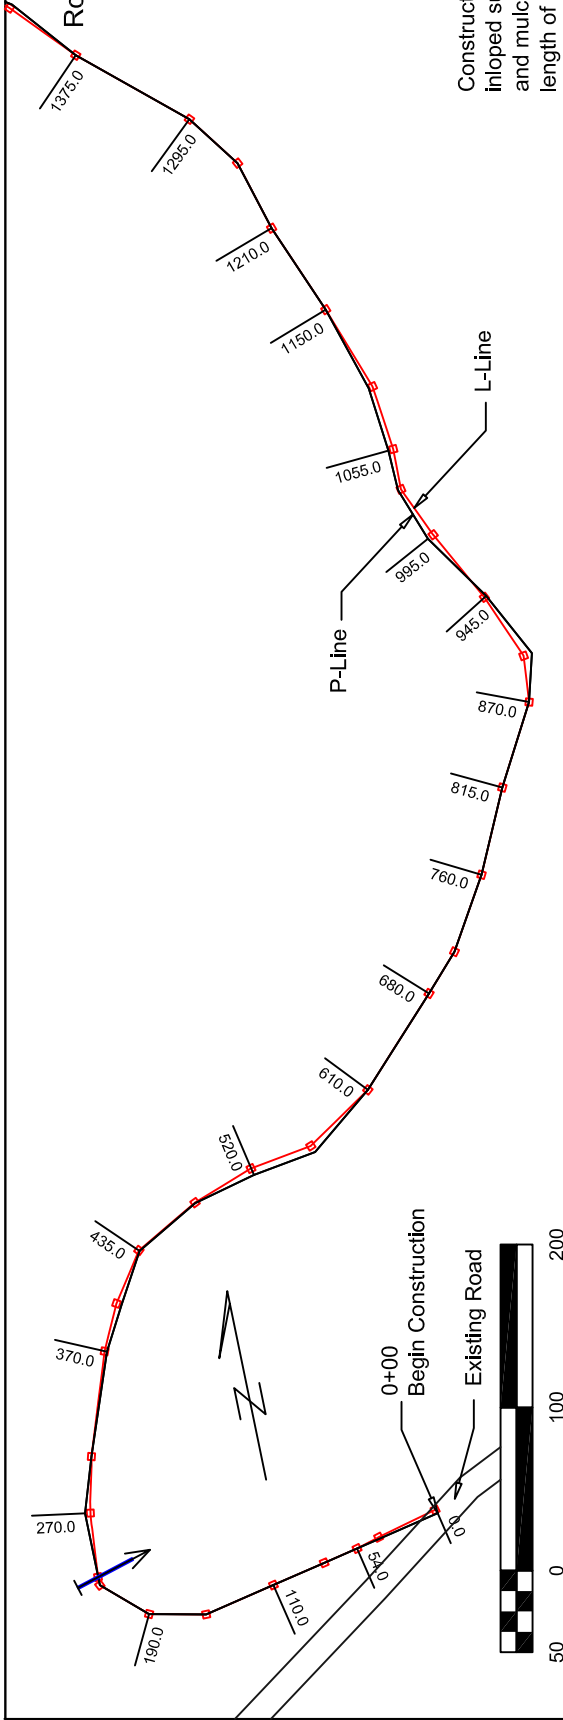 Ro
Construct
inloped su
and mulc
length of
1375.0
1295.0
1210.0
1150.0
1055.0
995.0
945.0
870.0
815.0
760.0
680.0
610.0
520.0
435.0
370.0
270.0
190.0
110.0
54.0
0.0
L-Line
P-Line
0+00
Begin Construction
Existing Road
50
0
100
200